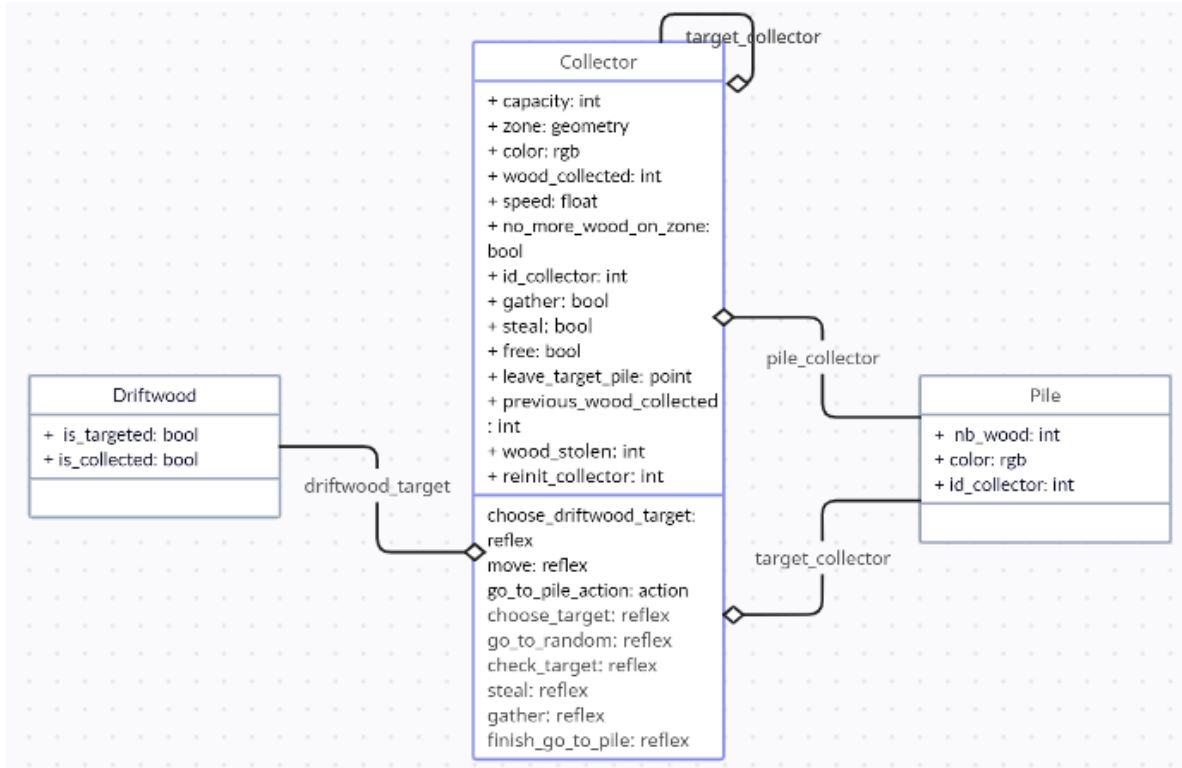 target_collector
Collector
+ capacity: int
+ zone: geometry
+ color: rgb
+ wood_collected: int
+ speed: float
+ no_more_wood_on_zone:
bool
+ id_collector: int
+ gather: bool
+ steal: bool
+ free: bool
+ leave_target_pile: point
+ previous_wood_collected
: int
+ wood_stolen: int
+ reinit_collector: int
choose_driftwood_target:
reflex
move: reflex
go_to_pile_action: action
choose_target: reflex
go_to_random: reflex
check_target: reflex
steal: reflex
gather: reflex
finish_go_to_pile: reflex
Driftwood
+ is_targeted: bool
+ is_collected: bool
driftwood_target
pile_collector
Pile
+ nb_wood: int
+ color: rgb
+ id_collector: int
target_collector